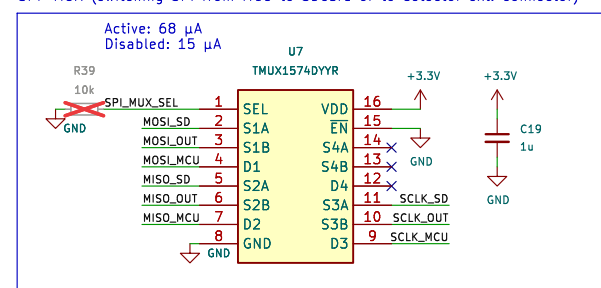 Active: 68 µA
Disabled: 15 µA
U7
TMUX1574DYYR
R39
10k
SPI_MUX_SEL
GND
MOSI_SD
MOSI_OUT
MOSI_MCU
MISO_SD
MISO_OUT
MISO_MCU
GND
1 SEL
2 S1A
3 S1B
4 D1
5 S2A
6 S2B
7 D2
8 GND
VDD 16
EN 15
S4A 14
S4B 13
D4 12
S3A 11
S3B 10
D3 9
+3.3V
GND
SCLK_SD
SCLK_OUT
SCLK_MCU
+3.3V
C19
1u
GND